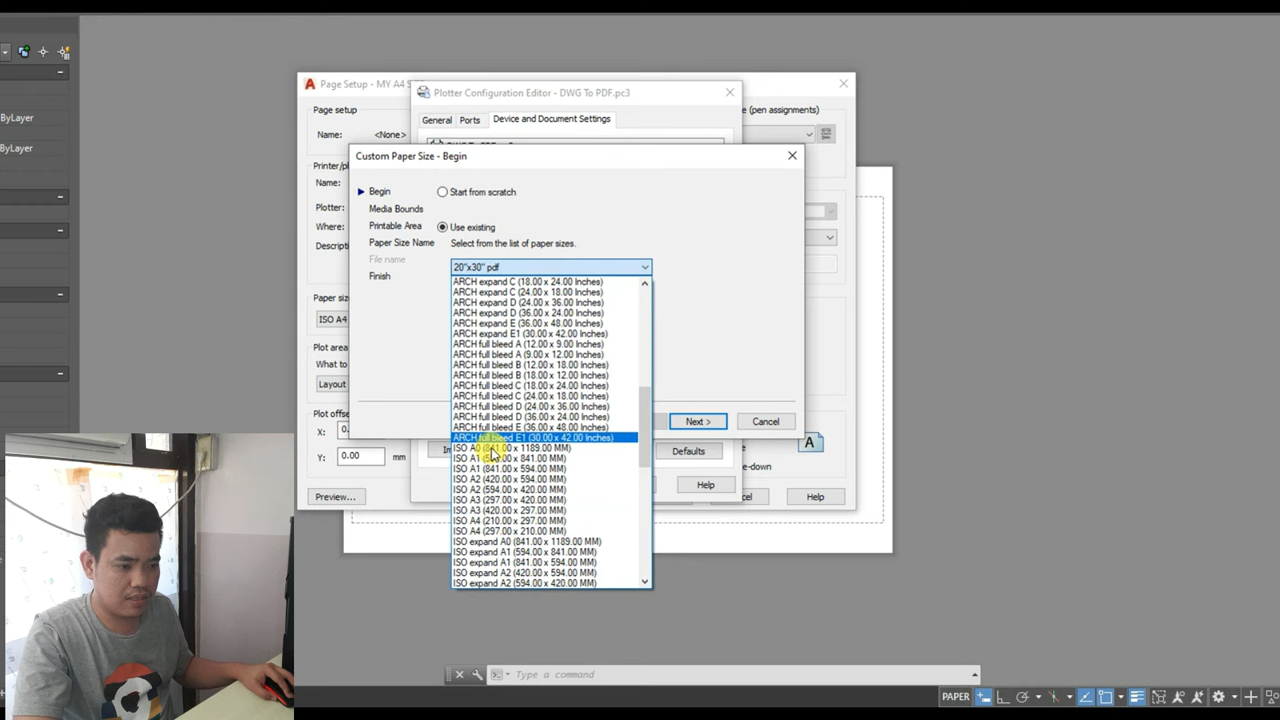 ByLayer
ByLayer
Page Setup - MY A4 S
Page setup
Name: <None>
Printer/pl
Name:
Plotter:
Where:
Descripti
Paper siz
ISO A4
Plot area
What to
Layout
Plot offset
X: 0.
Y: 0.00 mm
Preview...
e (pen assignments)
e-down
A
cel
Help
Plotter Configuration Editor - DWG To PDF.pc3
General Ports Device and Document Settings
Im
Defaults
Help
Custom Paper Size - Begin
Begin
Media Bounds
Printable Area
Paper Size Name
File name
Finish
Start from scratch
Use existing
Select from the list of paper sizes.
20"x30" pdf
ARCH expand C (18.00 x 24.00 Inches)
ARCH expand C (24.00 x 18.00 Inches)
ARCH expand D (24.00 x 36.00 Inches)
ARCH expand D (36.00 x 24.00 Inches)
ARCH expand E (36.00 x 48.00 Inches)
ARCH expand E1 (30.00 x 42.00 Inches)
ARCH full bleed A (12.00 x 9.00 Inches)
ARCH full bleed A (9.00 x 12.00 Inches)
ARCH full bleed B (12.00 x 18.00 Inches)
ARCH full bleed B (18.00 x 12.00 Inches)
ARCH full bleed C (18.00 x 24.00 Inches)
ARCH full bleed C (24.00 x 18.00 Inches)
ARCH full bleed D (24.00 x 36.00 Inches)
ARCH full bleed D (36.00 x 24.00 Inches)
ARCH full bleed E (36.00 x 48.00 Inches)
ARCH full bleed E1 (30.00 x 42.00 Inches)
ISO A0 (841.00 x 1189.00 MM)
ISO A1 (594.00 x 841.00 MM)
ISO A1 (841.00 x 594.00 MM)
ISO A2 (420.00 x 594.00 MM)
ISO A2 (594.00 x 420.00 MM)
ISO A3 (297.00 x 420.00 MM)
ISO A3 (420.00 x 297.00 MM)
ISO A4 (210.00 x 297.00 MM)
ISO A4 (297.00 x 210.00 MM)
ISO expand A0 (841.00 x 1189.00 MM)
ISO expand A1 (594.00 x 841.00 MM)
ISO expand A1 (841.00 x 594.00 MM)
ISO expand A2 (420.00 x 594.00 MM)
ISO expand A2 (594.00 x 420.00 MM)
Next >
Cancel
Type a command
PAPER